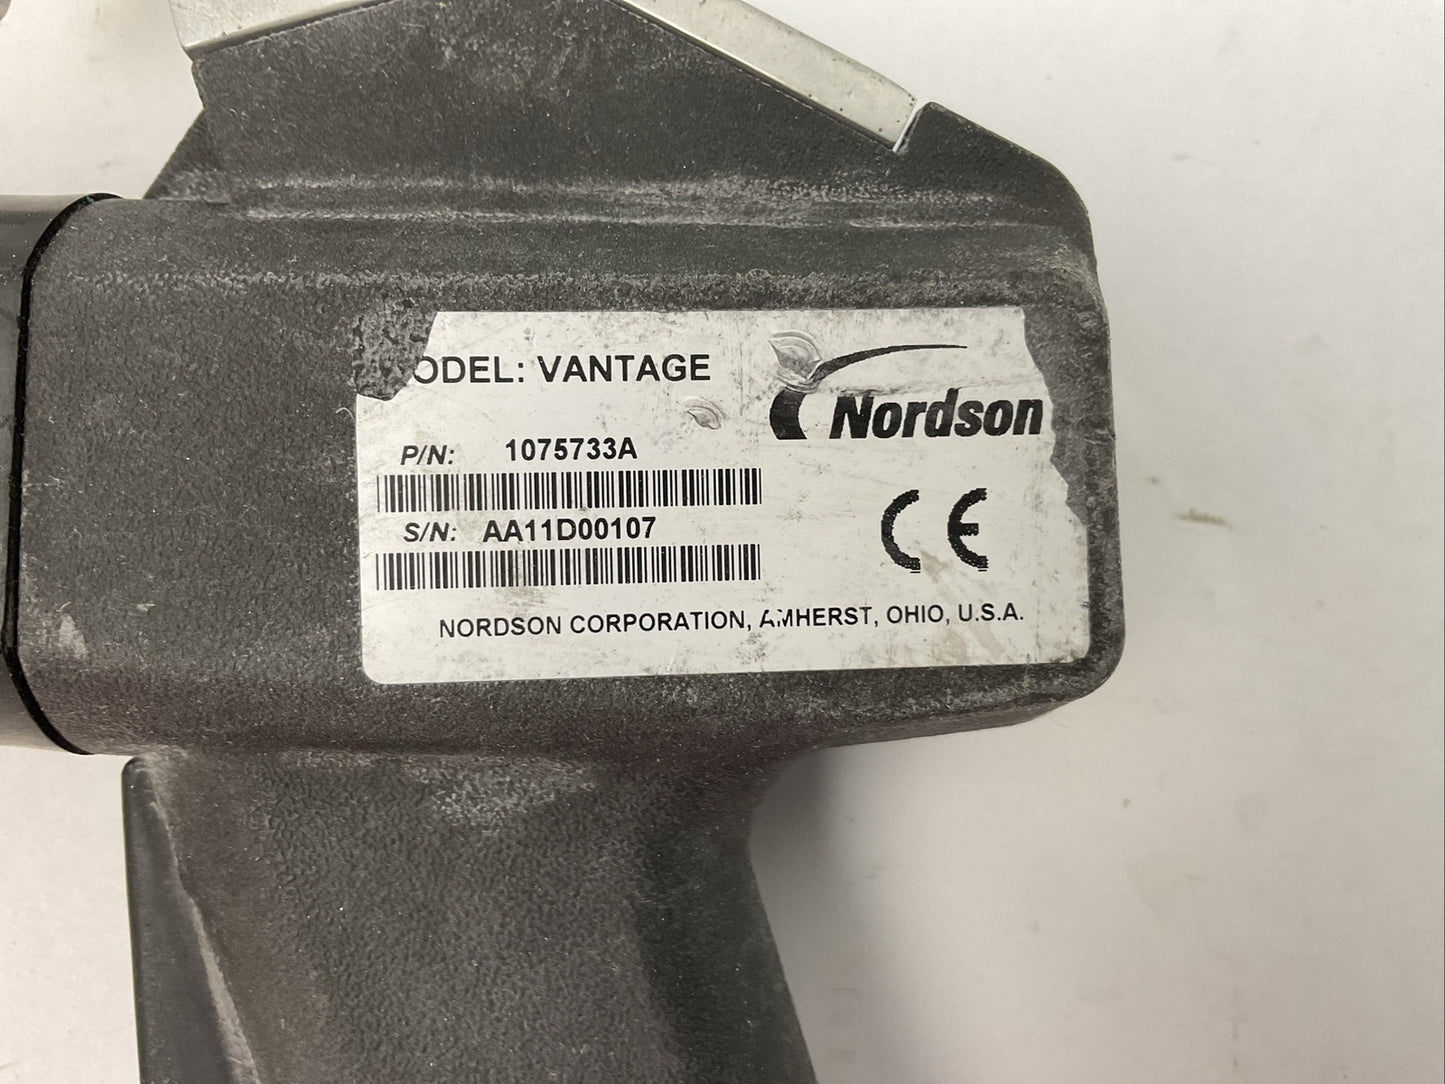 ODEL: VANTAGE
Nordson
P/N: 1075733A
S/N: AA11D00107
CE
NORDSON CORPORATION, AMHERST, OHIO, U.S.A.